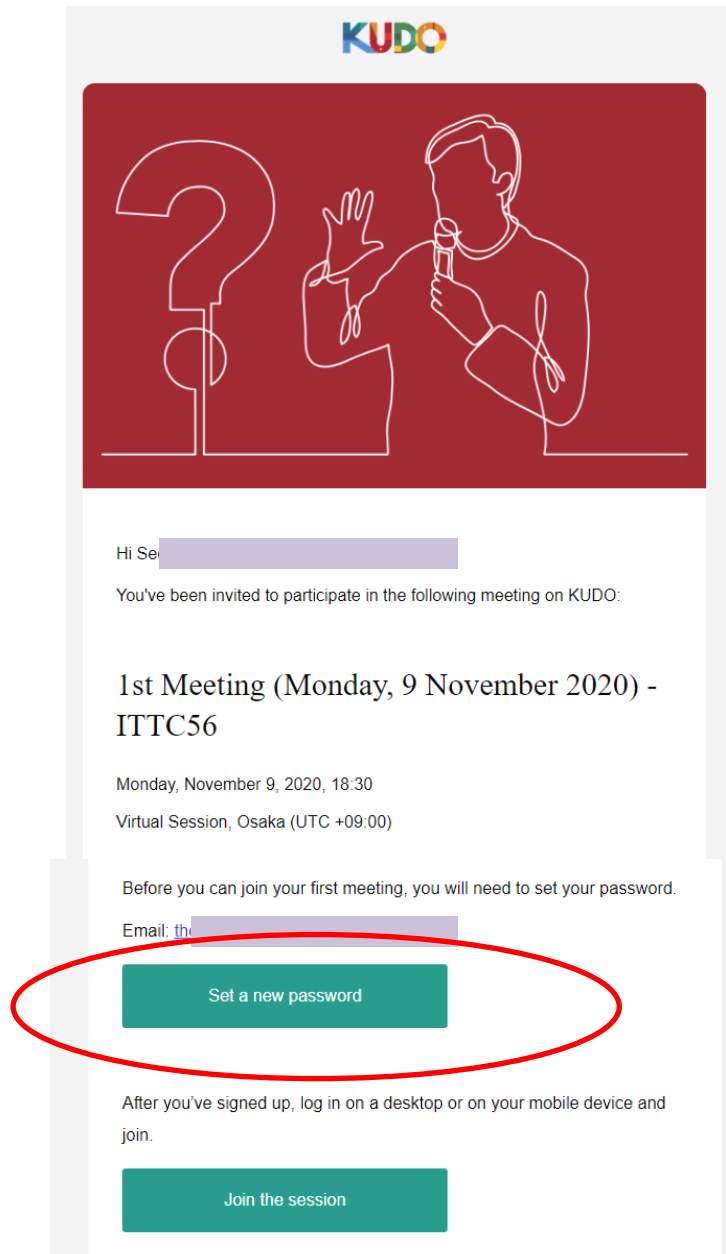 KUDO
Hi Se
You've been invited to participate in the following meeting on KUDO:
1st Meeting (Monday, 9 November 2020) -
ITTC56
Monday, November 9, 2020, 18:30
Virtual Session, Osaka (UTC +09:00)
Before you can join your first meeting, you will need to set your password.
Email: the
Set a new password
After you’ve signed up, log in on a desktop or on your mobile device and
join.
Join the session